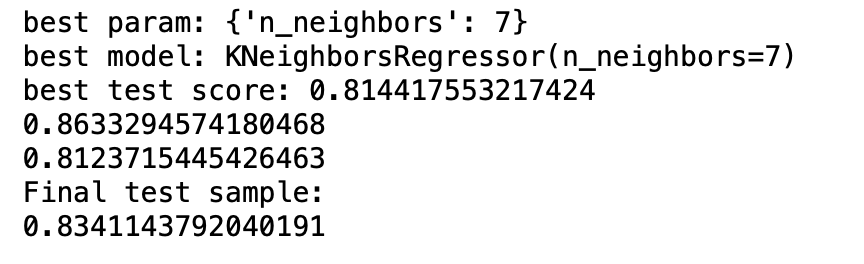 best param: {'n_neighbors': 7}
best model: KNeighborsRegressor(n_neighbors=7)
best test score: 0.814417553217424
0.8633294574180468
0.8123715445426463
Final test sample:
0.8341143792040191